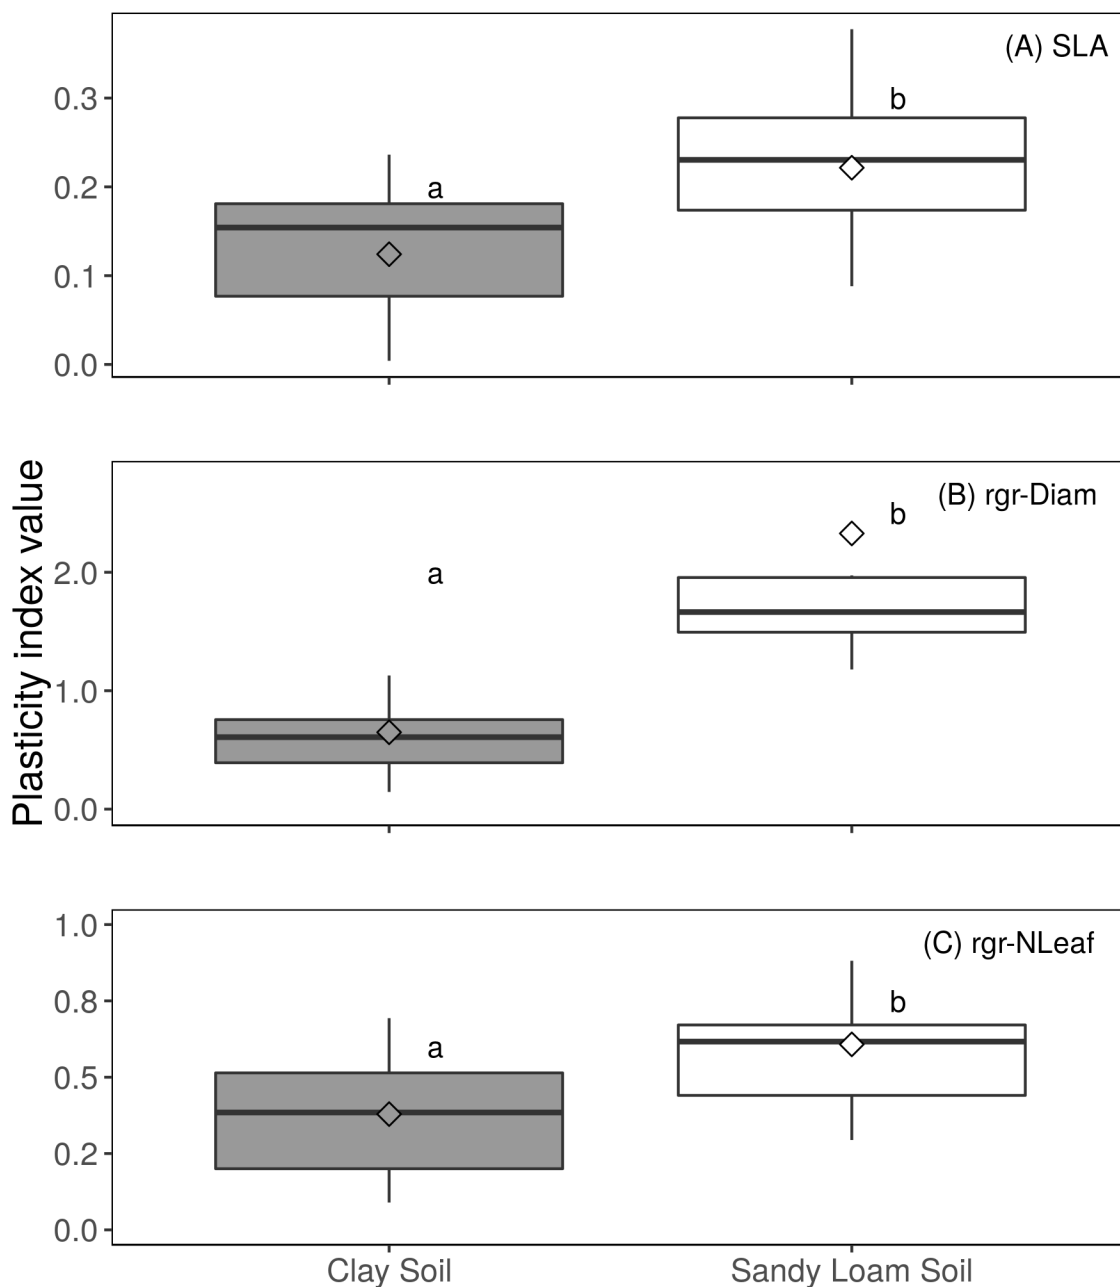 (A) SLA
0.3
b
0.2
a
0.1
0.0
Plasticity index value
(B) rgr-Diam
b
2.0
a
1.0
0.0
1.0
(C) rgr-NLeaf
0.8
b
a
0.5
0.2
0.0
Clay Soil
Sandy Loam Soil